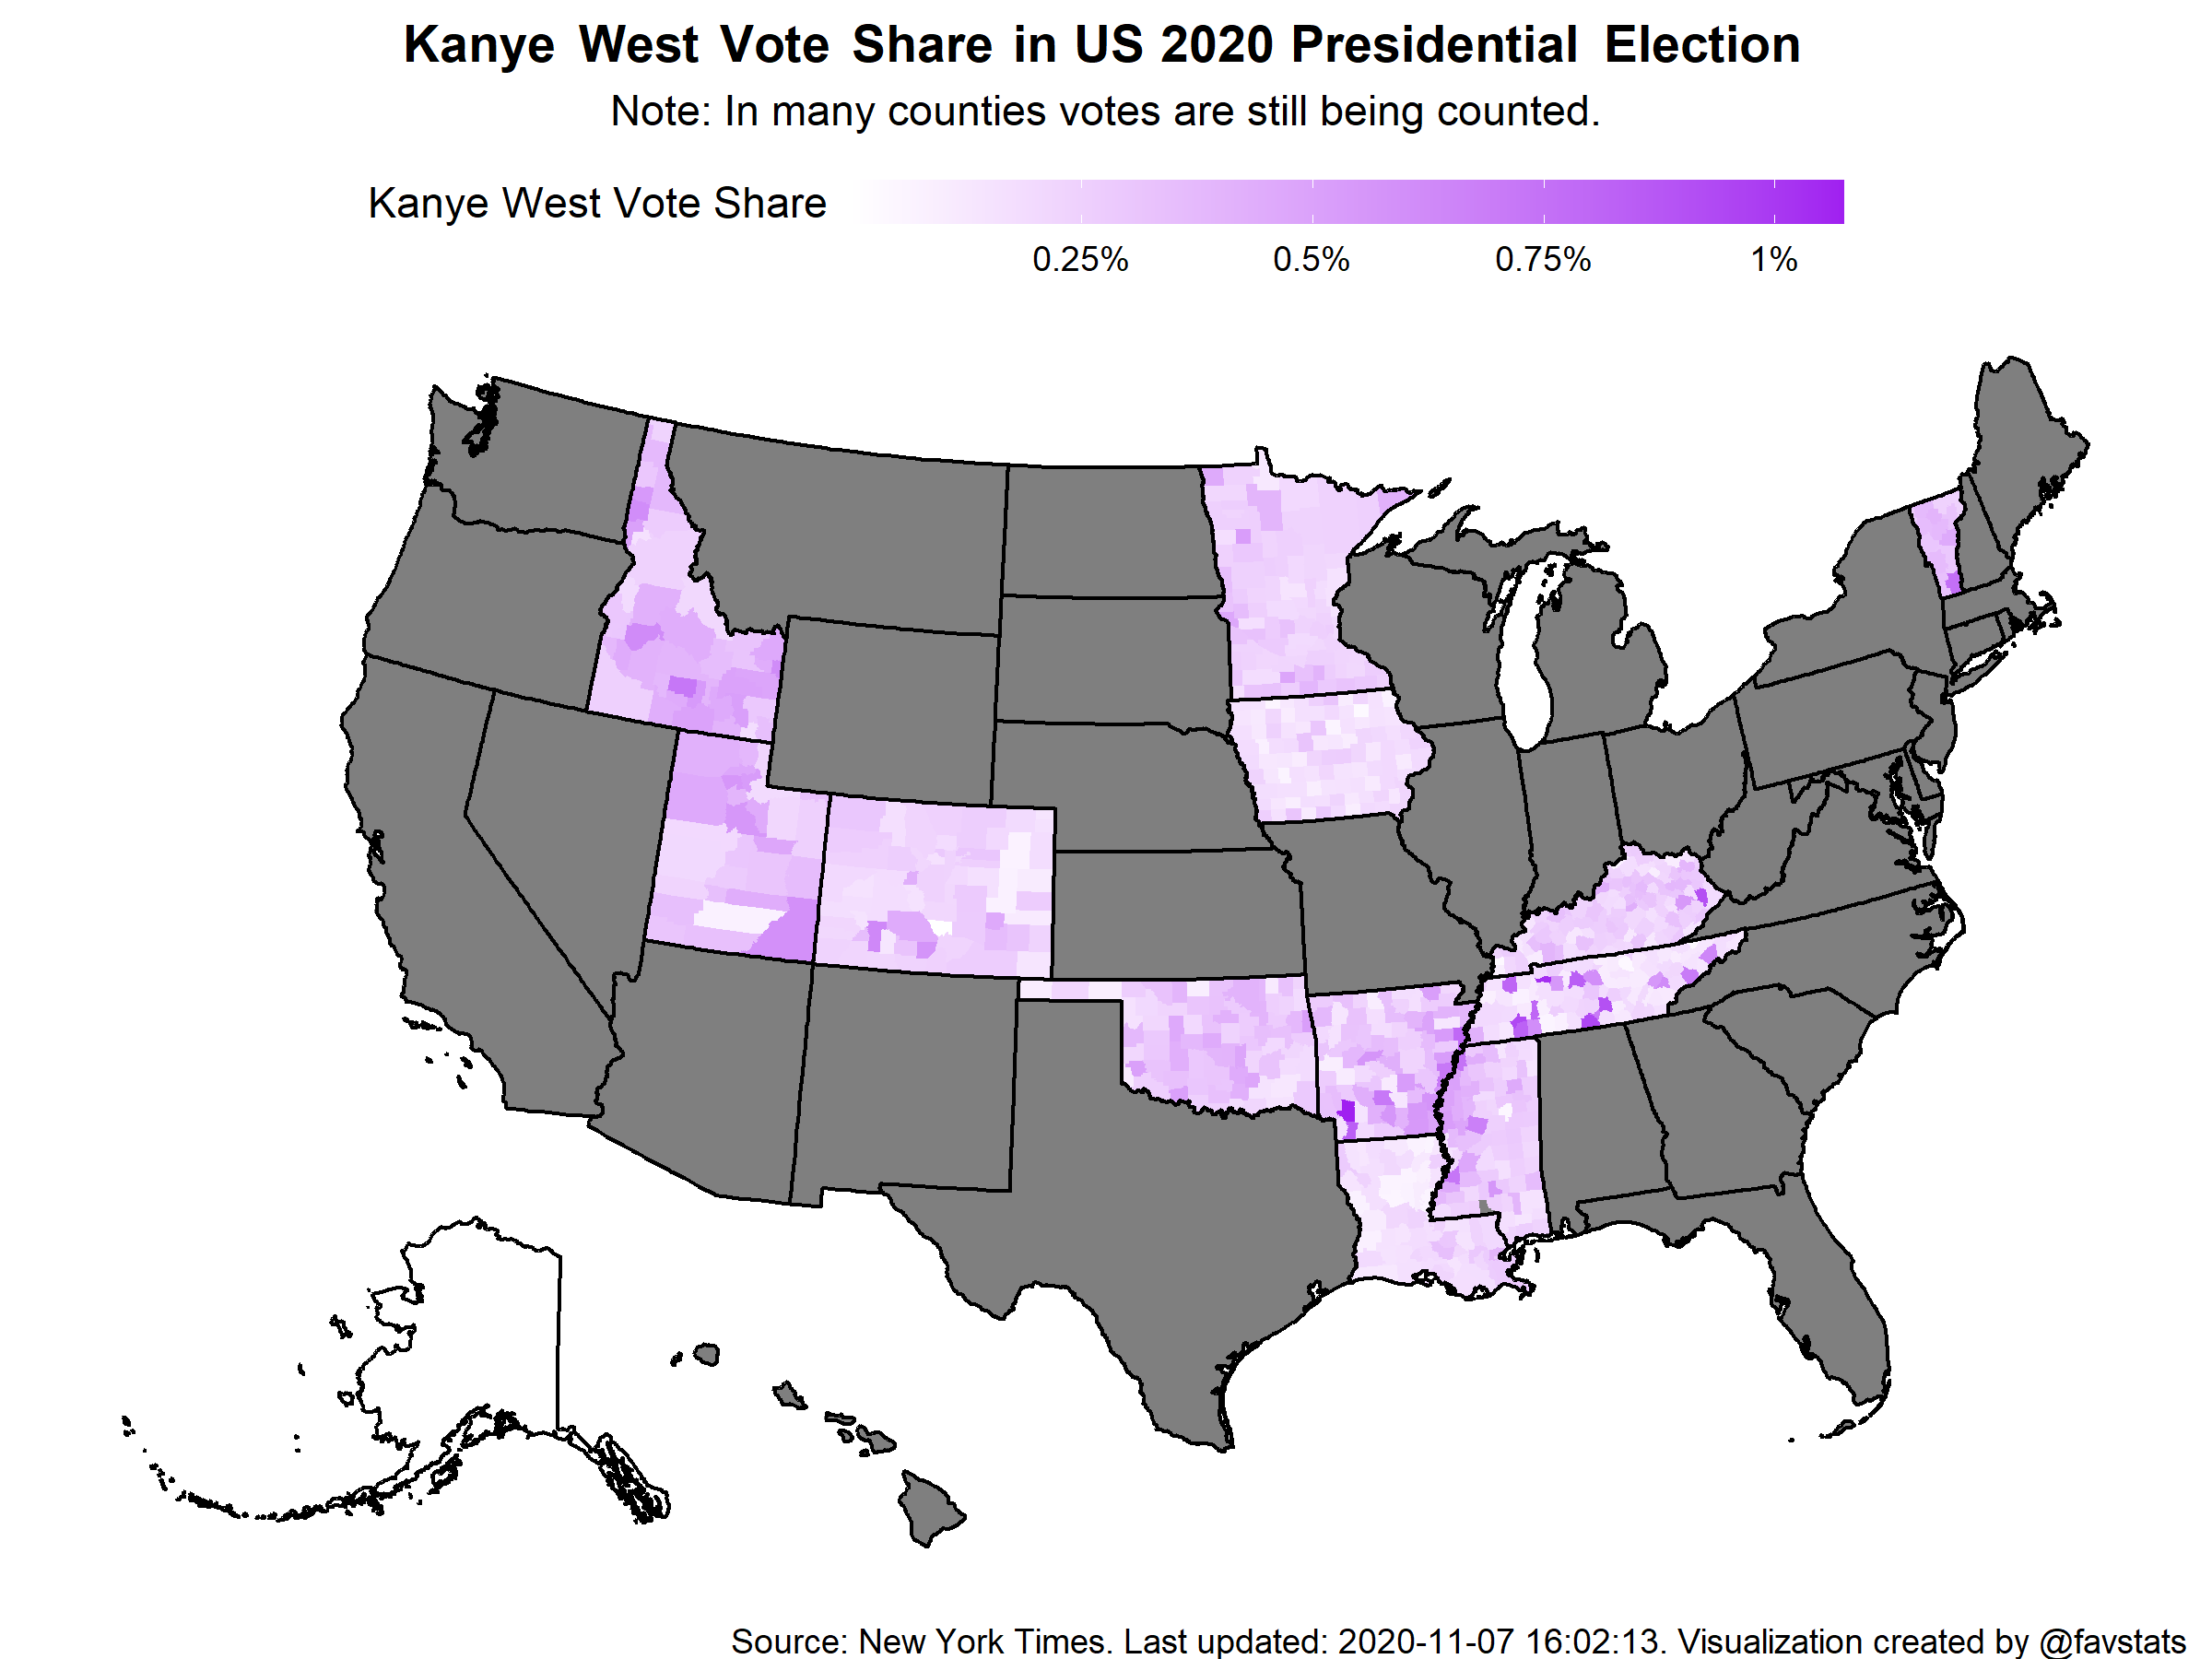 Kanye West Vote Share in US 2020 Presidential Election
Note: In many counties votes are still being counted.
Kanye West Vote Share
0.25% 0.5% 0.75% 1%
Source: New York Times. Last updated: 2020-11-07 16:02:13. Visualization created by @favstats